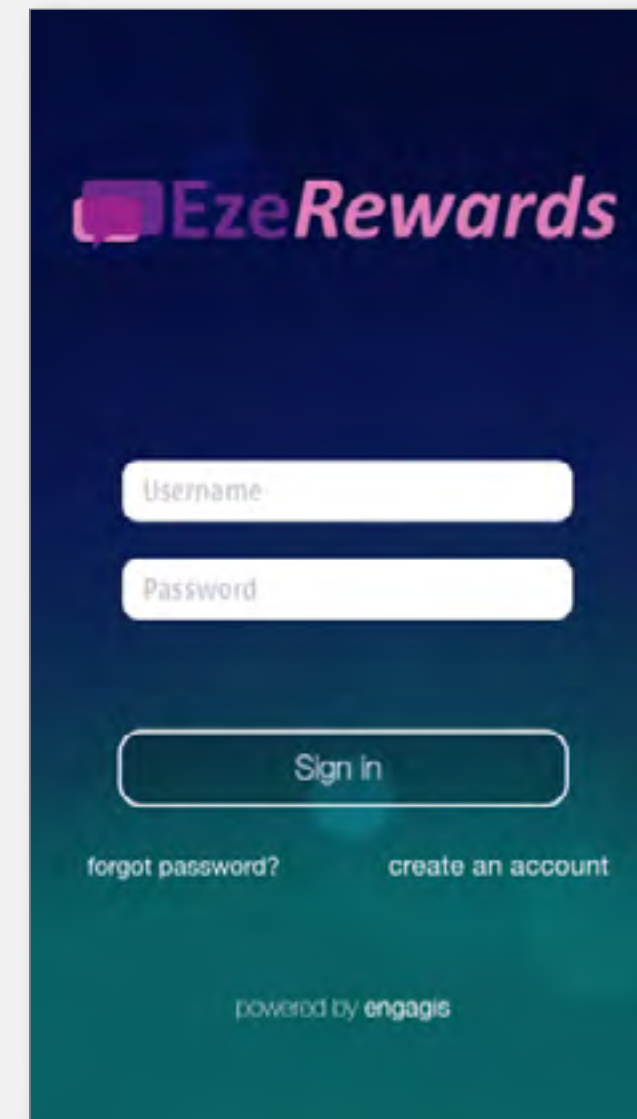 EzeRewards
Username
Password
Sign in
forgot password? create an account
powered by engagis